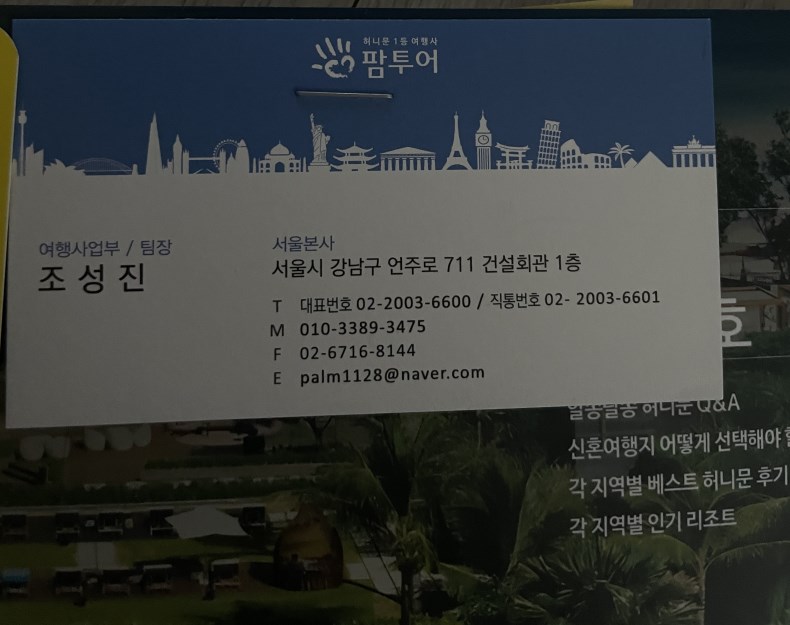 허니문 1등 여행사
팜투어
여행사업부 / 팀장
조성진
서울본사
서울시 강남구 언주로 711 건설회관 1층
T 대표번호 02-2003-6600 / 직통번호 02- 2003-6601
M 010-3389-3475
F 02-6716-8144
E palm1128@naver.com
호
알쏭달쏭 허니문 Q&A
신혼여행지 어떻게 선택해야
각 지역별 베스트 허니문 후기
각 지역별 인기 리조트